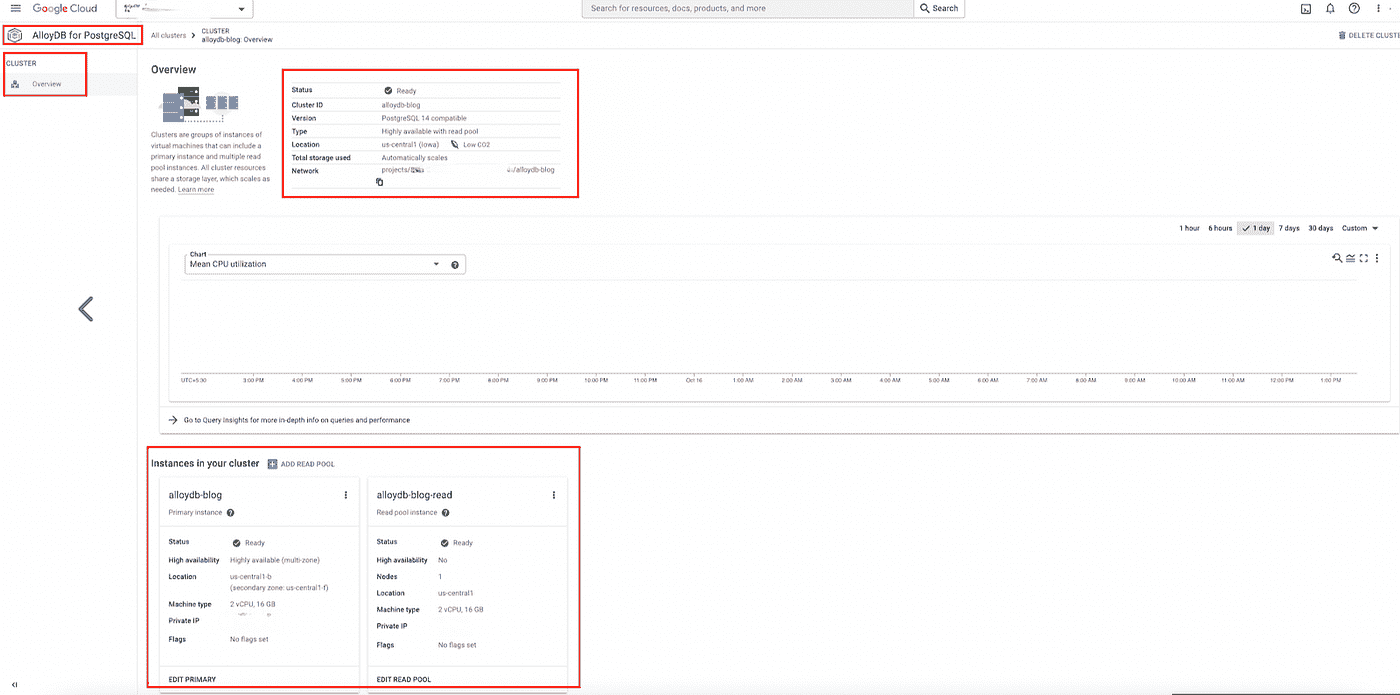 Google Cloud
Search for resources, docs, products, and more
Search
AlloyDB for PostgreSQL
All clusters
CLUSTER
alloydb-blog: Overview
DELETE CLUSTE
CLUSTER
Overview
Overview
Clusters are groups of instances of
virtual machines that can include a
primary instance and multiple read
pool instances. All cluster resources
share a storage layer, which scales as
needed. Learn more
Status Ready
Cluster ID alloydb-blog
Version PostgreSQL 14 compatible
Type Highly available with read pool
Location us-central1 (Iowa) Low CO2
Total storage used Automatically scales
Network projects/ /alloydb-blog
1 hour 6 hours 1 day 7 days 30 days Custom
Chart
Mean CPU utilization
UTC+5:30 3:00 PM 4:00 PM 5:00 PM 6:00 PM 7:00 PM 8:00 PM 9:00 PM 10:00 PM 11:00 PM Oct 16 1:00 AM 2:00 AM 3:00 AM 4:00 AM 5:00 AM 6:00 AM 7:00 AM 8:00 AM 9:00 AM 10:00 AM 11:00 AM 12:00 PM 1:00 PM
Go to Query Insights for more in-depth info on queries and performance
Instances in your cluster ADD READ POOL
alloydb-blog
Primary instance
Status Ready
High availability Highly available (multi-zone)
Location us-central1-b
(secondary zone: us-central1-f)
Machine type 2 vCPU, 16 GB
Private IP
Flags No flags set
EDIT PRIMARY
alloydb-blog-read
Read pool instance
Status Ready
High availability No
Nodes 1
Location us-central1
Machine type 2 vCPU, 16 GB
Private IP
Flags No flags set
EDIT READ POOL